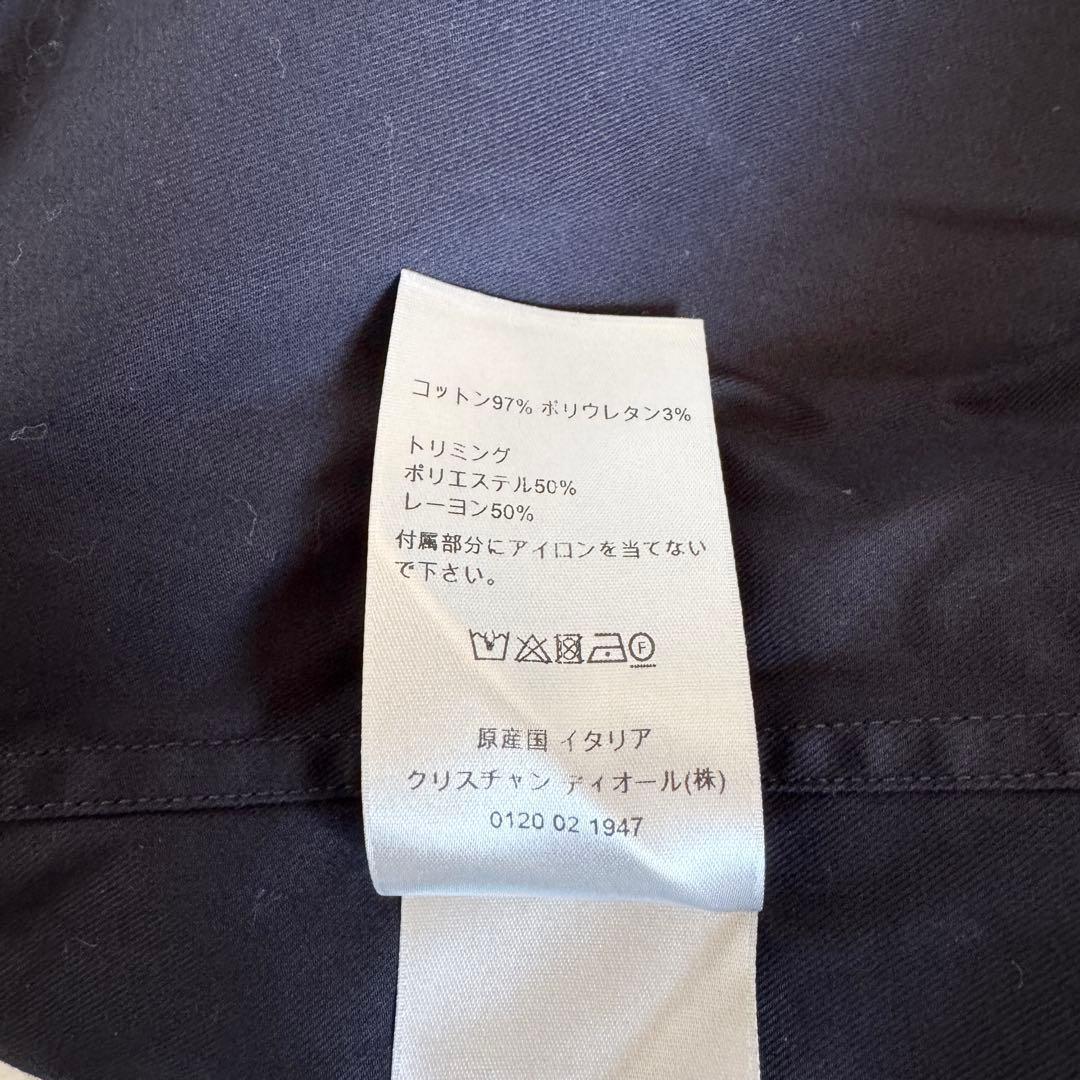 コットン97% ポリウレタン3%
トリミング
ポリエステル50%
レーヨン50%
付属部分にアイロンを当てない
で下さい。
F
原産国 イタリア
クリスチャン ディオール(株)
0120 02 1947